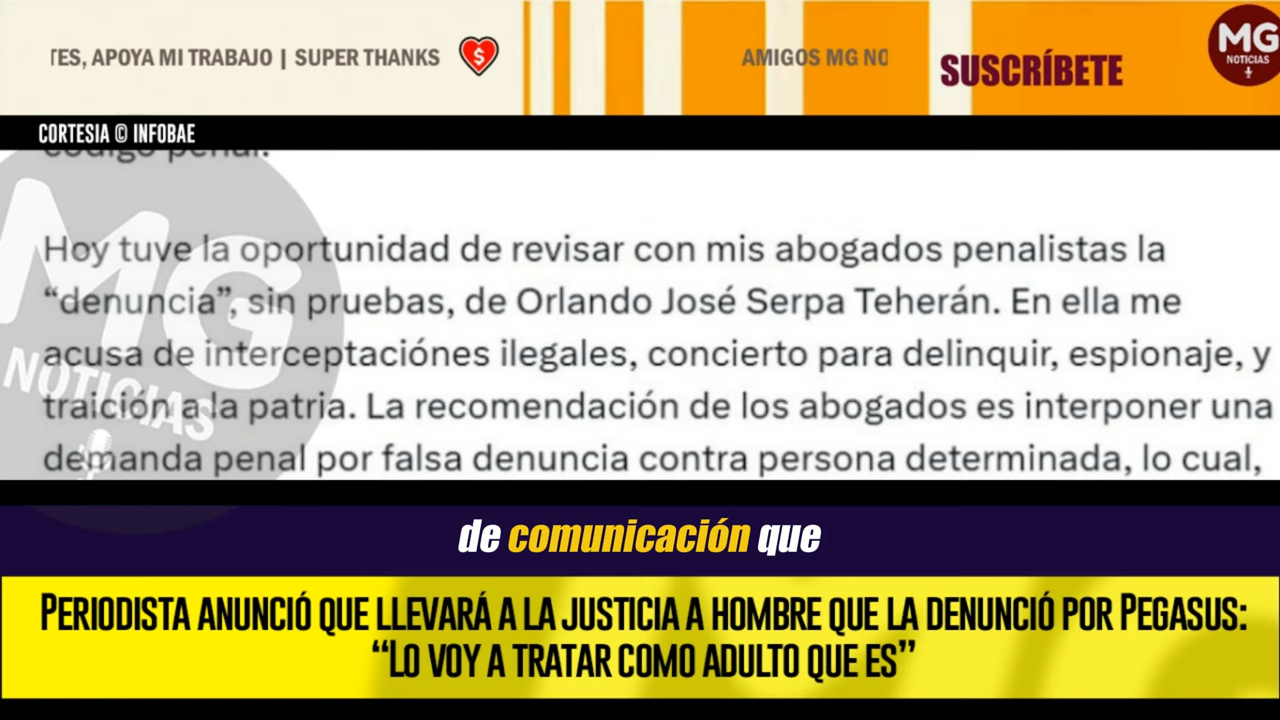 TES, APOYA MI TRABAJO | SUPER THANKS
$
AMIGOS MG NO
SUSCRÍBETE
MG
NOTICIAS
CORTESIA © INFOBAE
código penal.
Hoy tuve la oportunidad de revisar con mis abogados penalistas la
“denuncia”, sin pruebas, de Orlando José Serpa Teherán. En ella me
acusa de interceptaciónes ilegales, concierto para delinquir, espionaje, y
traición a la patria. La recomendación de los abogados es interponer una
demanda penal por falsa denuncia contra persona determinada, lo cual,
MG
NOTICIAS
de comunicación que
PERIODISTA ANUNCIÓ QUE LLEVARÁ A LA JUSTICIA A HOMBRE QUE LA DENUNCIÓ POR PEGASUS:
“LO VOY A TRATAR COMO ADULTO QUE ES”